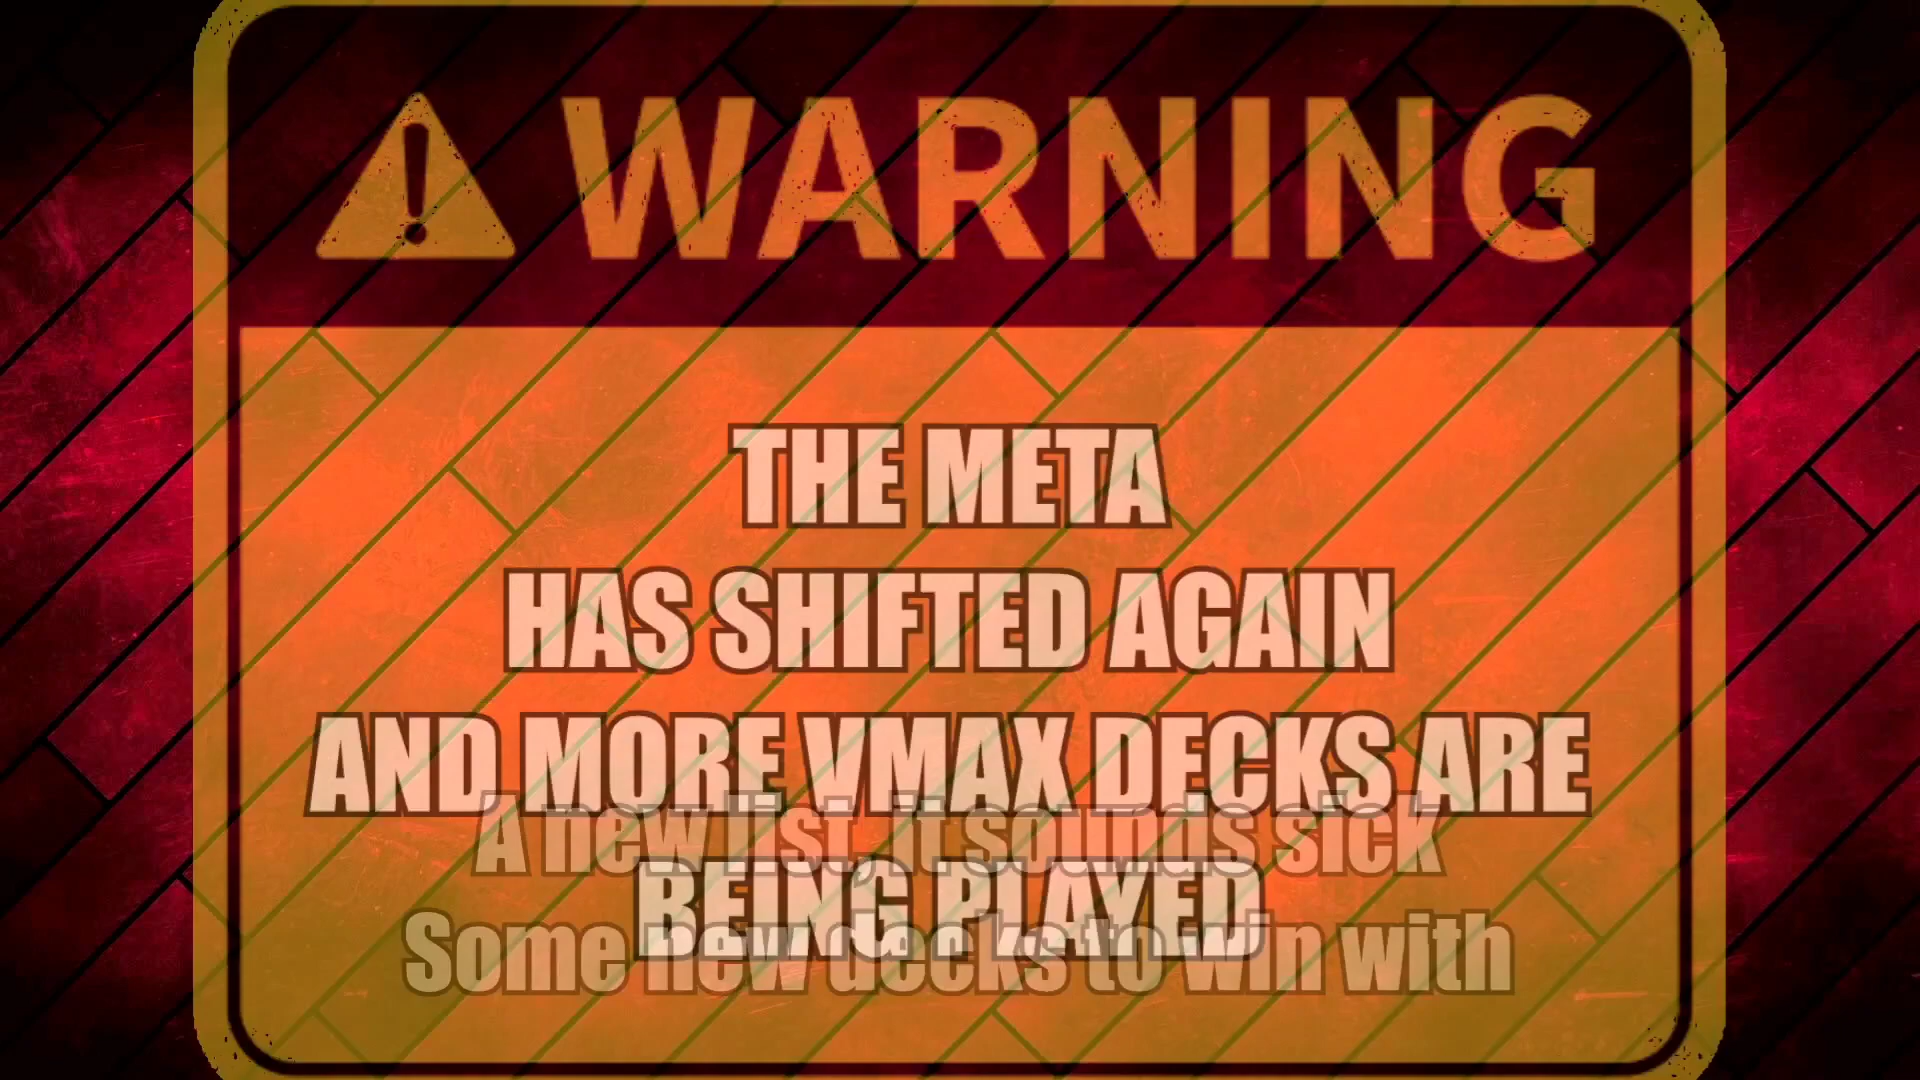 WARNING
THE META
HAS SHIFTED AGAIN
AND MORE VMAX DECKS ARE
A new list, it sounds sick
BEING PLAYED
Some new decks to win with